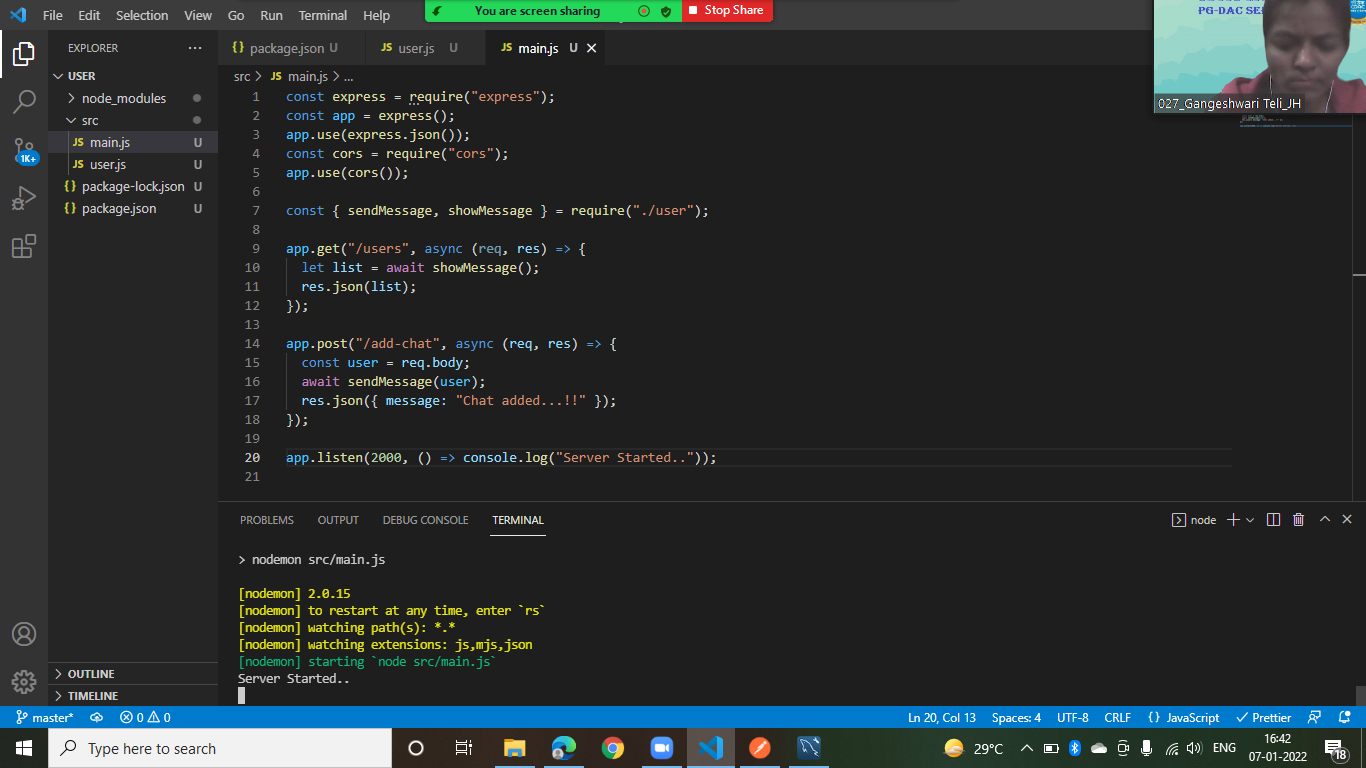 File Edit Selection View Go Run Terminal Help
You are screen sharing
Stop Share
PG-DAC
027_Gangeshwari Teli_JH
EXPLORER
USER
node_modules
src
JS main.js U
JS user.js U
{} package-lock.json U
{} package.json U
OUTLINE
TIMELINE
1K+
{} package.json U
JS user.js U
JS main.js U
src > JS main.js > ...
1 const express = require("express");
2 const app = express();
3 app.use(express.json());
4 const cors = require("cors");
5 app.use(cors());
6
7 const { sendMessage, showMessage } = require("./user");
8
9 app.get("/users", async (req, res) => {
10 let list = await showMessage();
11 res.json(list);
12 });
13
14 app.post("/add-chat", async (req, res) => {
15 const user = req.body;
16 await sendMessage(user);
17 res.json({ message: "Chat added...!!" });
18 });
19
20 app.listen(2000, () => console.log("Server Started.."));
21
PROBLEMS OUTPUT DEBUG CONSOLE TERMINAL
node
> nodemon src/main.js
[nodemon] 2.0.15
[nodemon] to restart at any time, enter `rs`
[nodemon] watching path(s): *.*
[nodemon] watching extensions: js,mjs,json
[nodemon] starting `node src/main.js`
Server Started..
master* 0 0
Ln 20, Col 13 Spaces: 4 UTF-8 CRLF {} JavaScript Prettier
Type here to search
29°C
ENG
16:42
07-01-2022
18